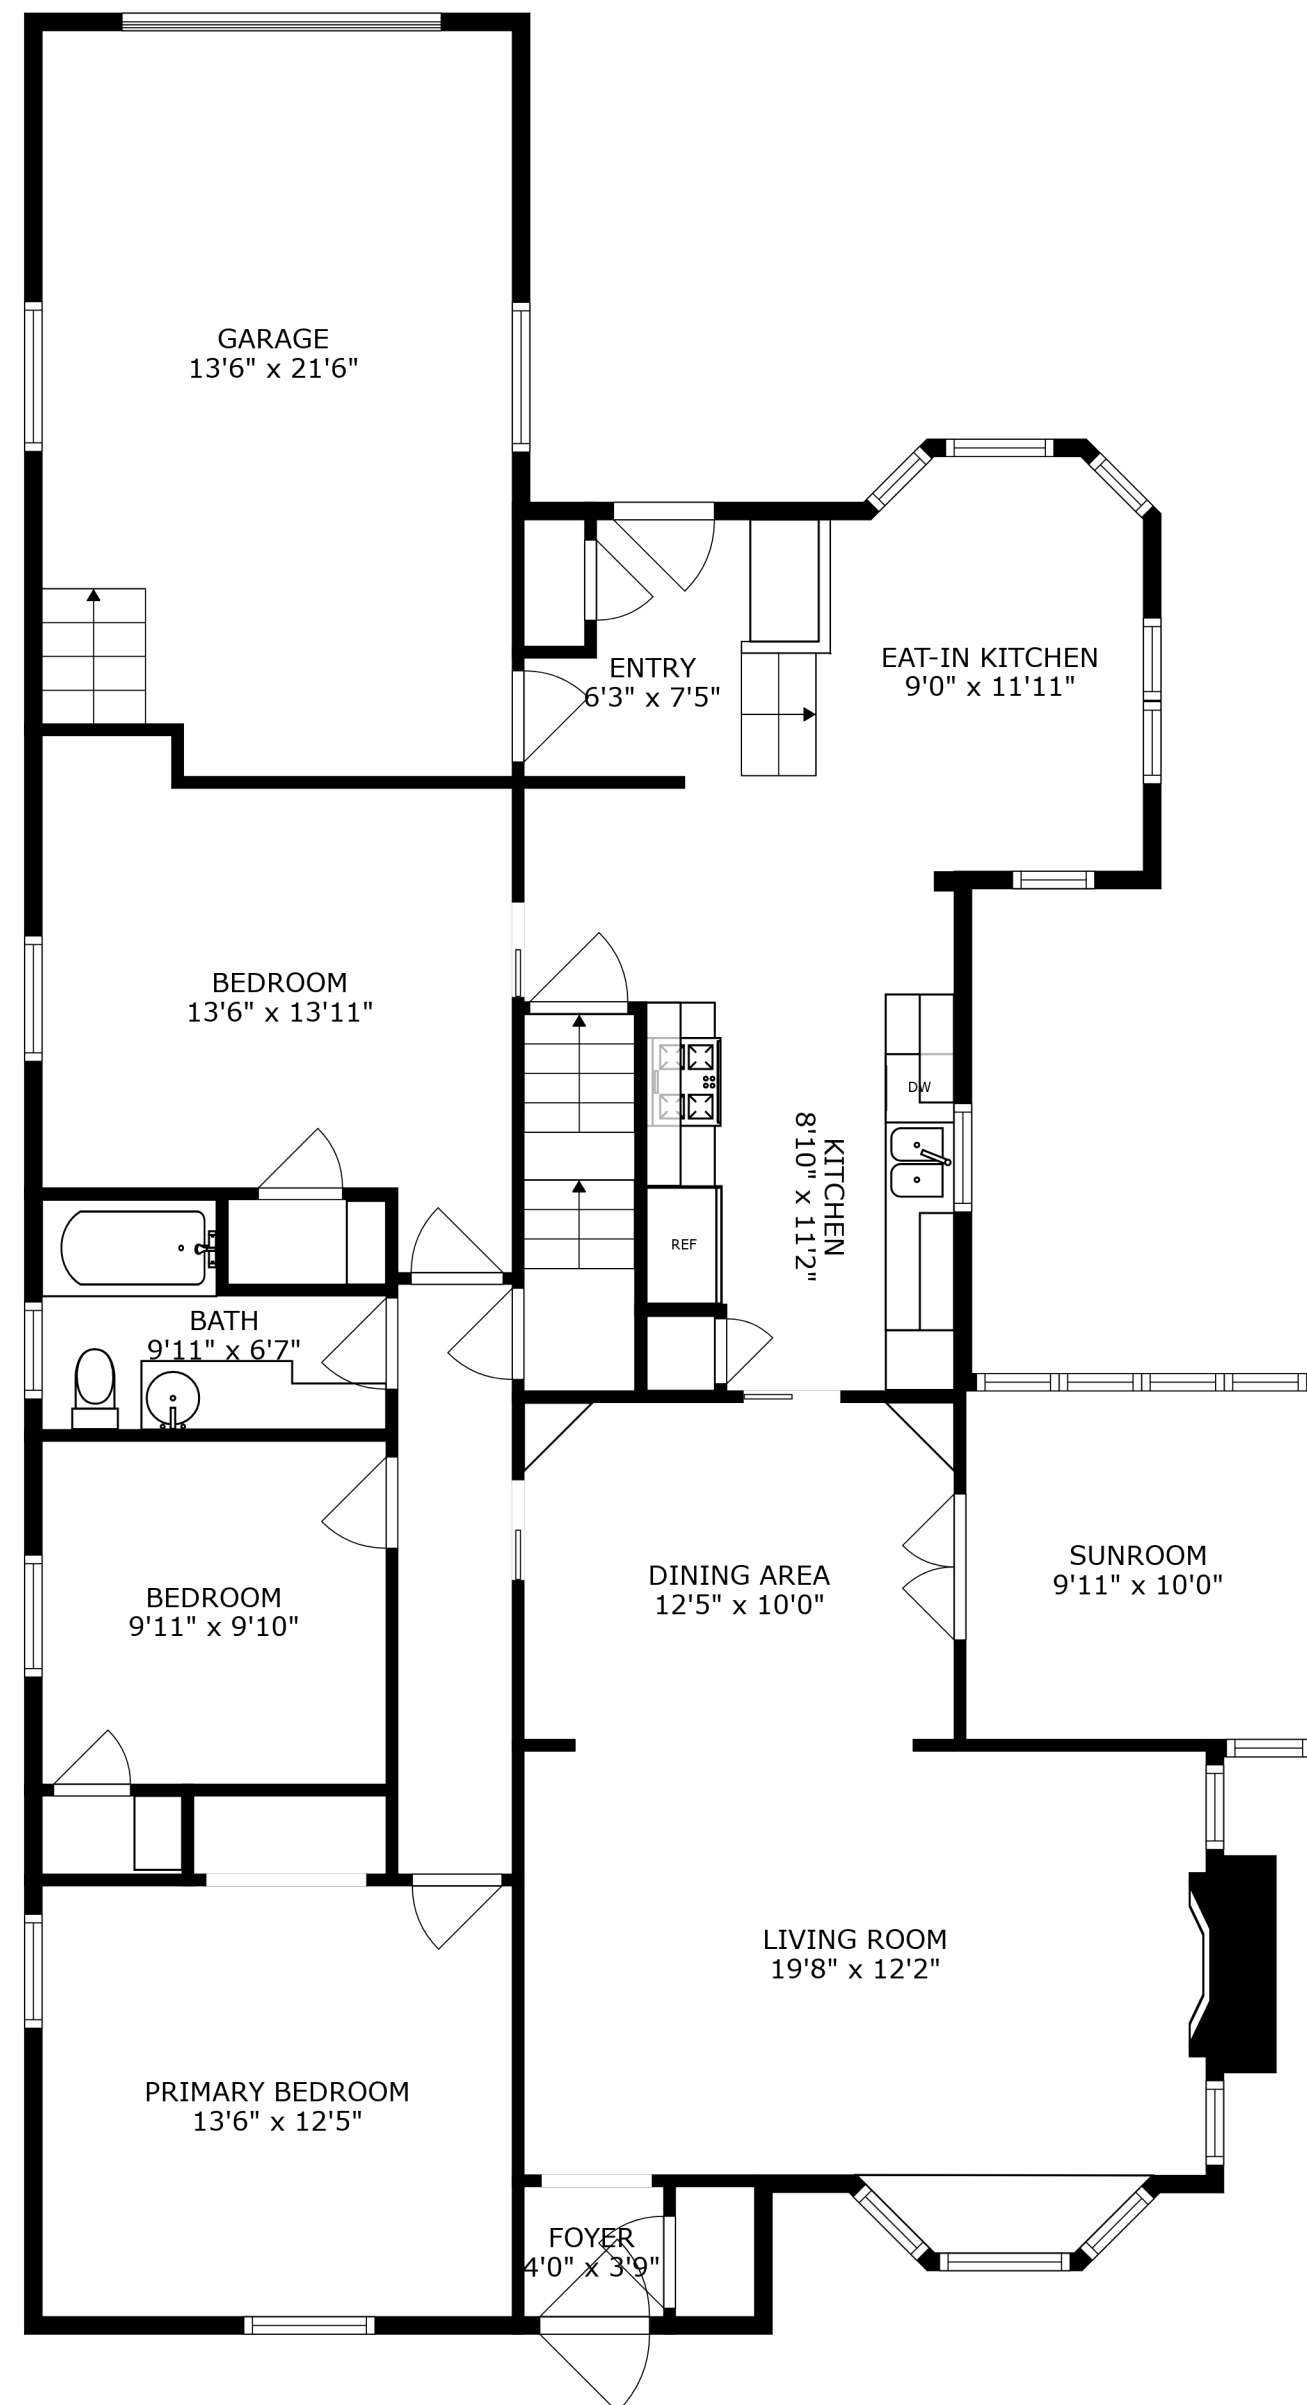 GARAGE
13'6" x 21'6"
ENTRY
6'3" x 7'5"
EAT-IN KITCHEN
9'0" x 11'11"
BEDROOM
13'6" x 13'11"
DW
KITCHEN
8'10" x 11'2"
REF
BATH
9'11" x 6'7"
BEDROOM
9'11" x 9'10"
DINING AREA
12'5" x 10'0"
SUNROOM
9'11" x 10'0"
LIVING ROOM
19'8" x 12'2"
PRIMARY BEDROOM
13'6" x 12'5"
FOYER
4'0" x 3'9"